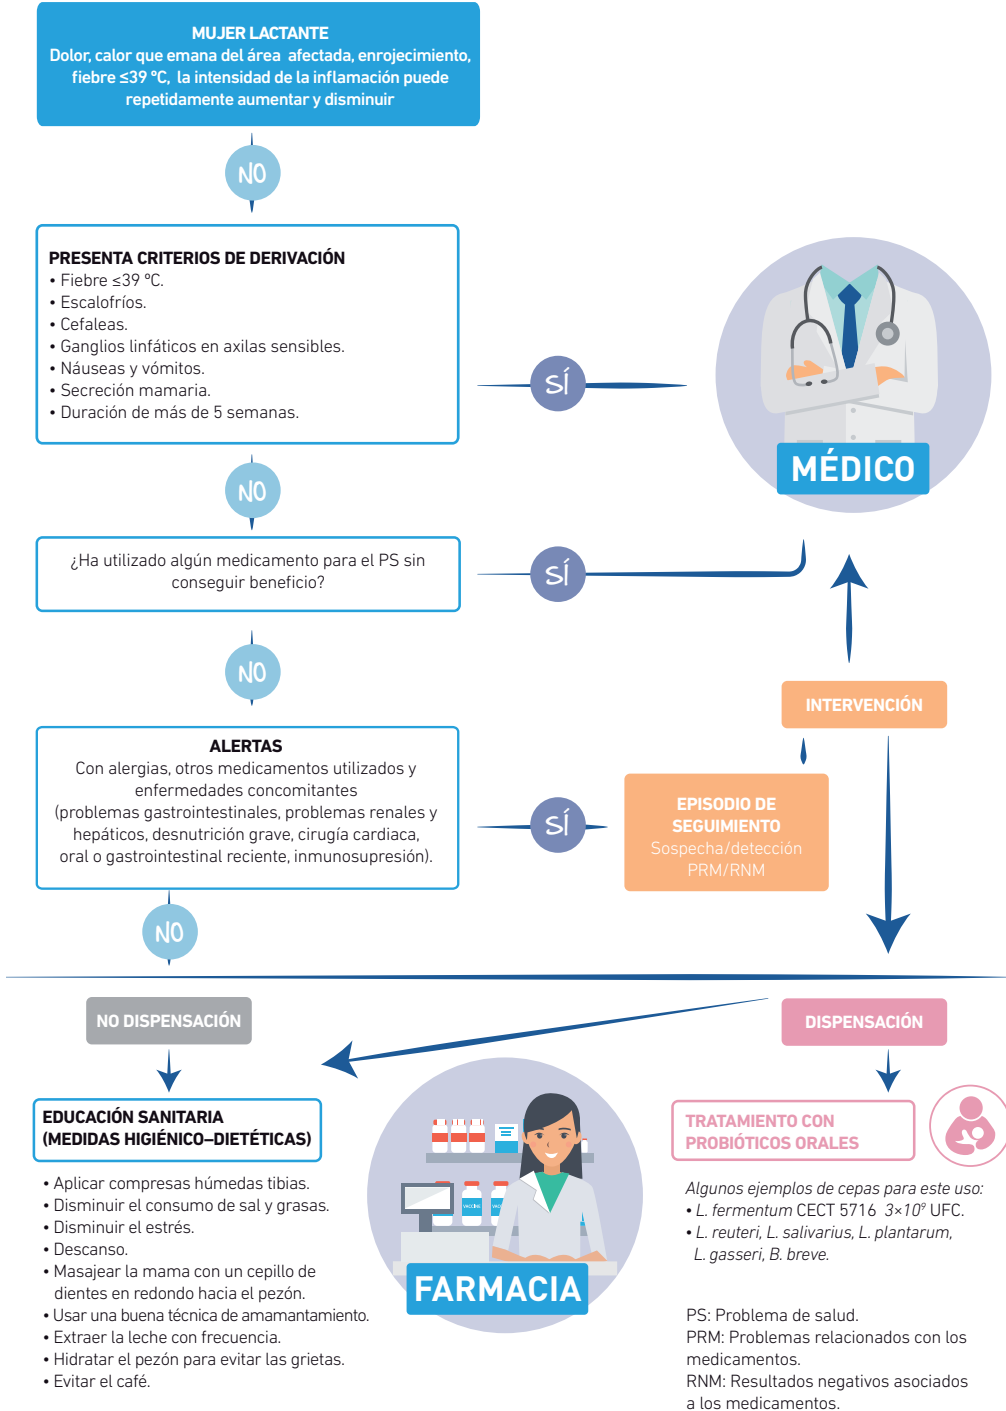 MUJER LACTANTE
Dolor, calor que emana del área afectada, enrojecimiento,
fiebre ≤39 ºC, la intensidad de la inflamación puede
repetidamente aumentar y disminuir
NO
PRESENTA CRITERIOS DE DERIVACIÓN
• Fiebre ≤39 ºC.
• Escalofríos.
• Cefaleas.
• Ganglios linfáticos en axilas sensibles.
• Náuseas y vómitos.
• Secreción mamaria.
• Duración de más de 5 semanas.
SÍ
MÉDICO
NO
¿Ha utilizado algún medicamento para el PS sin
conseguir beneficio?
SÍ
NO
INTERVENCIÓN
ALERTAS
Con alergias, otros medicamentos utilizados y
enfermedades concomitantes
(problemas gastrointestinales, problemas renales y
hepáticos, desnutrición grave, cirugía cardiaca,
oral o gastrointestinal reciente, inmunosupresión).
SÍ
EPISODIO DE
SEGUIMIENTO
Sospecha/detección
PRM/RNM
NO
NO DISPENSACIÓN
DISPENSACIÓN
EDUCACIÓN SANITARIA
(MEDIDAS HIGIÉNICO–DIETÉTICAS)
• Aplicar compresas húmedas tibias.
• Disminuir el consumo de sal y grasas.
• Disminuir el estrés.
• Descanso.
• Masajear la mama con un cepillo de
dientes en redondo hacia el pezón.
• Usar una buena técnica de amamantamiento.
• Extraer la leche con frecuencia.
• Hidratar el pezón para evitar las grietas.
• Evitar el café.
VACCINE
FARMACIA
TRATAMIENTO CON
PROBIÓTICOS ORALES
Algunos ejemplos de cepas para este uso:
• L. fermentum CECT 5716 3×10⁹ UFC.
• L. reuteri, L. salivarius, L. plantarum,
L. gasseri, B. breve.
PS: Problema de salud.
PRM: Problemas relacionados con los
medicamentos.
RNM: Resultados negativos asociados
a los medicamentos.